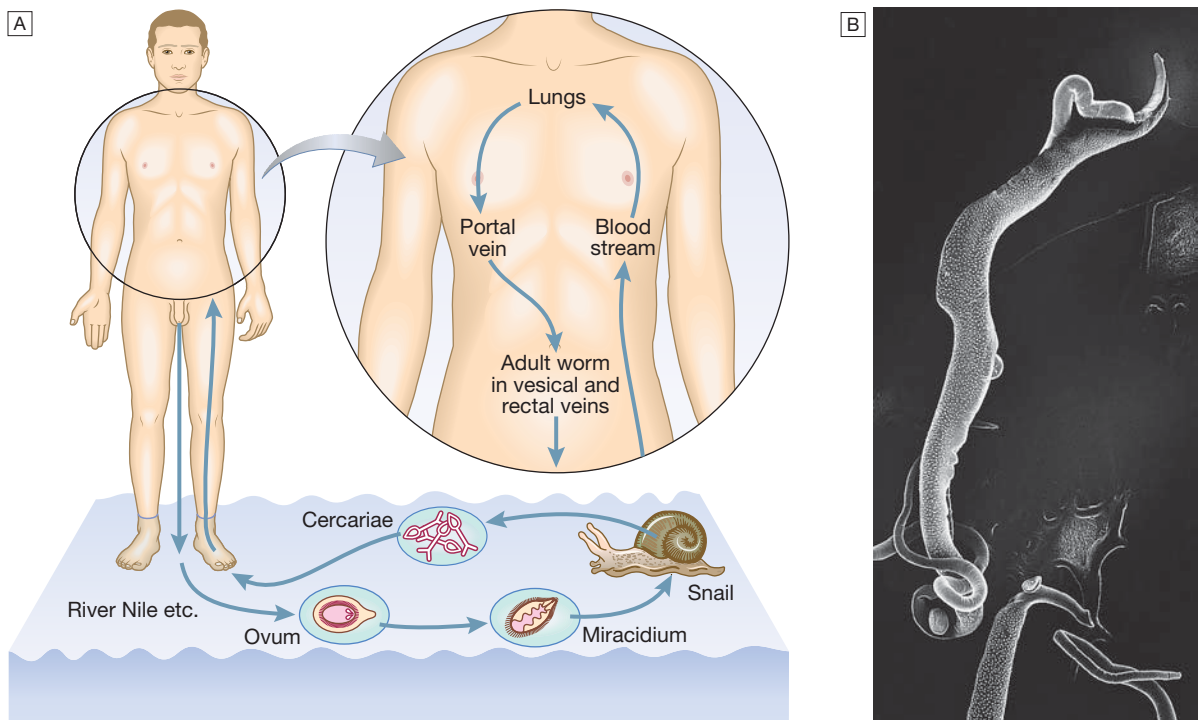 A
B
Lungs
Portal
vein
Blood
stream
Adult worm
in vesical and
rectal veins
Cercariae
Snail
River Nile etc.
Ovum
Miracidium